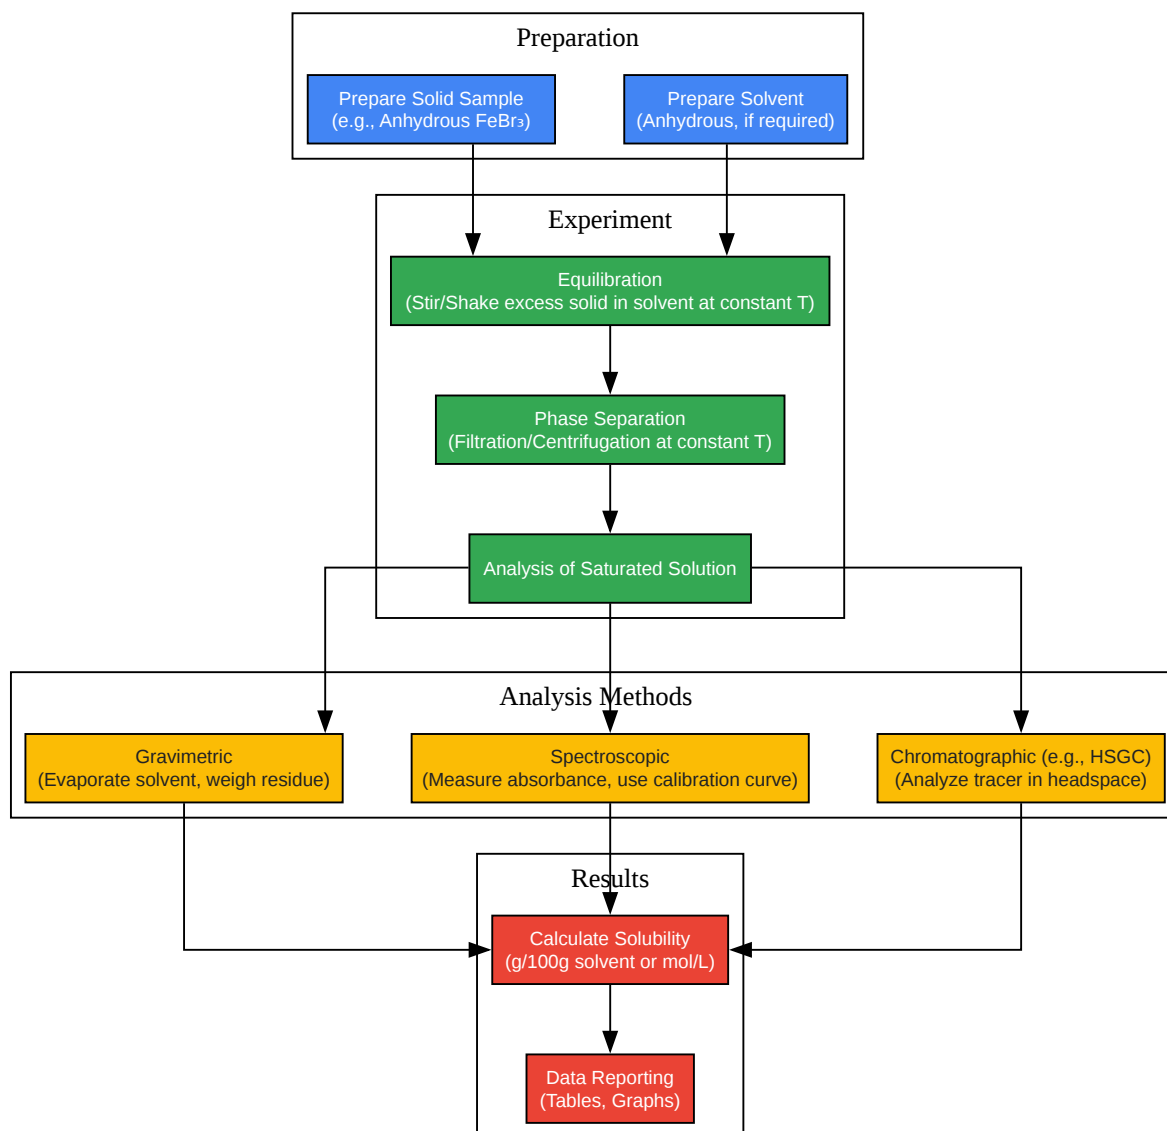 Preparation
Prepare Solid Sample
(e.g., Anhydrous FeBr₃)
Prepare Solvent
(Anhydrous, if required)
Experiment
Equilibration
(Stir/Shake excess solid in solvent at constant T)
Phase Separation
(Filtration/Centrifugation at constant T)
Analysis of Saturated Solution
Analysis Methods
Gravimetric
(Evaporate solvent, weigh residue)
Spectroscopic
(Measure absorbance, use calibration curve)
Chromatographic (e.g., HSGC)
(Analyze tracer in headspace)
Results
Calculate Solubility
(g/100g solvent or mol/L)
Data Reporting
(Tables, Graphs)